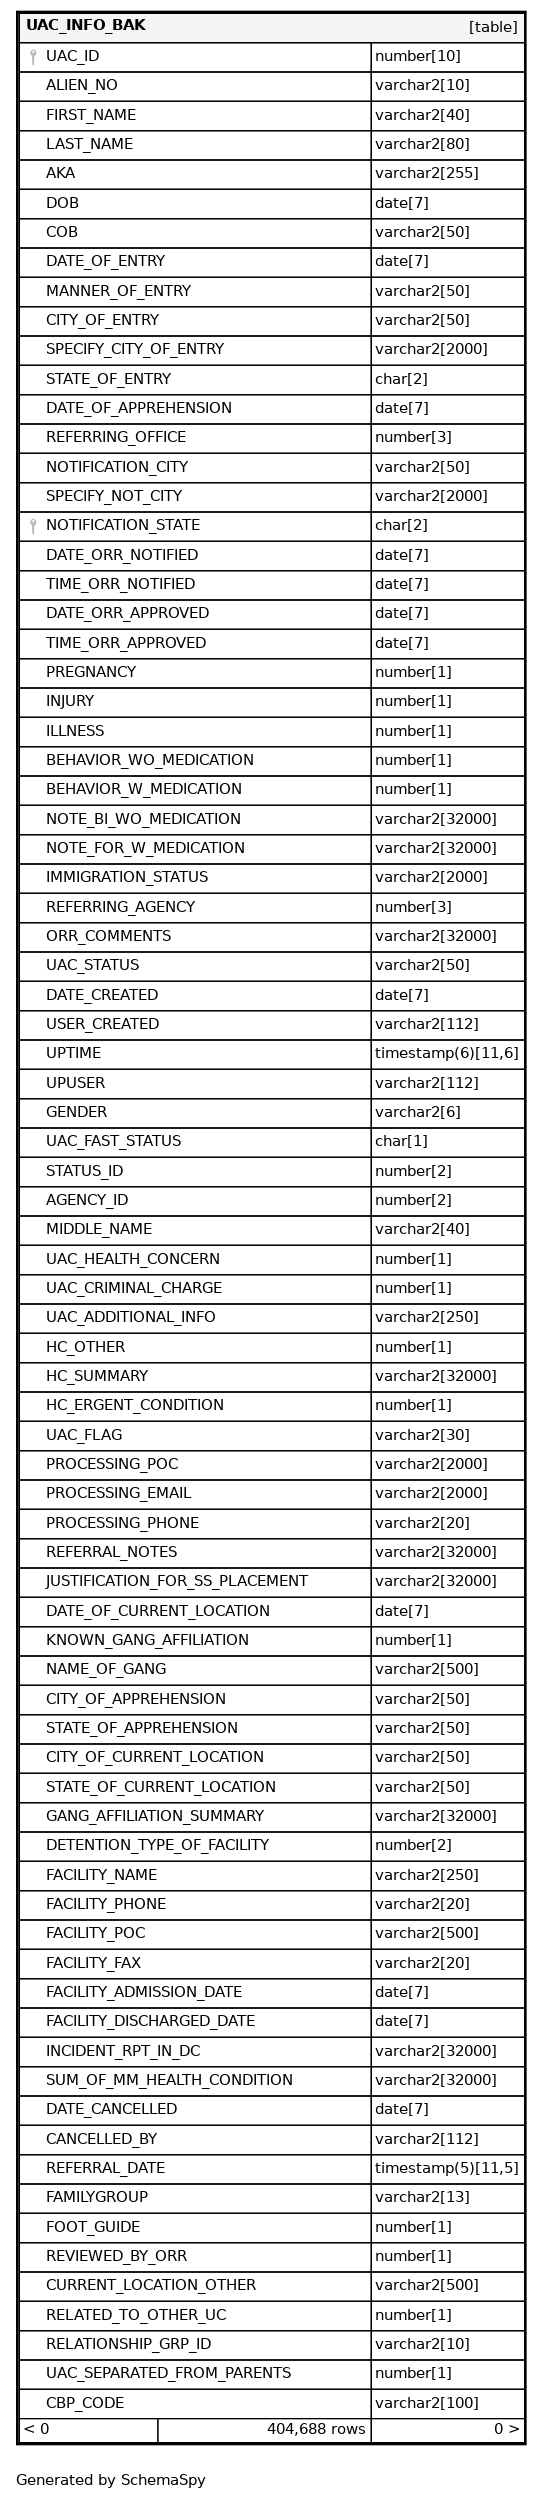 UAC_INFO_BAK [table]
UAC_ID number[10]
ALIEN_NO varchar2[10]
FIRST_NAME varchar2[40]
LAST_NAME varchar2[80]
AKA varchar2[255]
DOB date[7]
COB varchar2[50]
DATE_OF_ENTRY date[7]
MANNER_OF_ENTRY varchar2[50]
CITY_OF_ENTRY varchar2[50]
SPECIFY_CITY_OF_ENTRY varchar2[2000]
STATE_OF_ENTRY char[2]
DATE_OF_APPREHENSION date[7]
REFERRING_OFFICE number[3]
NOTIFICATION_CITY varchar2[50]
SPECIFY_NOT_CITY varchar2[2000]
NOTIFICATION_STATE char[2]
DATE_ORR_NOTIFIED date[7]
TIME_ORR_NOTIFIED date[7]
DATE_ORR_APPROVED date[7]
TIME_ORR_APPROVED date[7]
PREGNANCY number[1]
INJURY number[1]
ILLNESS number[1]
BEHAVIOR_WO_MEDICATION number[1]
BEHAVIOR_W_MEDICATION number[1]
NOTE_BI_WO_MEDICATION varchar2[32000]
NOTE_FOR_W_MEDICATION varchar2[32000]
IMMIGRATION_STATUS varchar2[2000]
REFERRING_AGENCY number[3]
ORR_COMMENTS varchar2[32000]
UAC_STATUS varchar2[50]
DATE_CREATED date[7]
USER_CREATED varchar2[112]
UPTIME timestamp(6)[11,6]
UPUSER varchar2[112]
GENDER varchar2[6]
UAC_FAST_STATUS char[1]
STATUS_ID number[2]
AGENCY_ID number[2]
MIDDLE_NAME varchar2[40]
UAC_HEALTH_CONCERN number[1]
UAC_CRIMINAL_CHARGE number[1]
UAC_ADDITIONAL_INFO varchar2[250]
HC_OTHER number[1]
HC_SUMMARY varchar2[32000]
HC_ERGENT_CONDITION number[1]
UAC_FLAG varchar2[30]
PROCESSING_POC varchar2[2000]
PROCESSING_EMAIL varchar2[2000]
PROCESSING_PHONE varchar2[20]
REFERRAL_NOTES varchar2[32000]
JUSTIFICATION_FOR_SS_PLACEMENT varchar2[32000]
DATE_OF_CURRENT_LOCATION date[7]
KNOWN_GANG_AFFILIATION number[1]
NAME_OF_GANG varchar2[500]
CITY_OF_APPREHENSION varchar2[50]
STATE_OF_APPREHENSION varchar2[50]
CITY_OF_CURRENT_LOCATION varchar2[50]
STATE_OF_CURRENT_LOCATION varchar2[50]
GANG_AFFILIATION_SUMMARY varchar2[32000]
DETENTION_TYPE_OF_FACILITY number[2]
FACILITY_NAME varchar2[250]
FACILITY_PHONE varchar2[20]
FACILITY_POC varchar2[500]
FACILITY_FAX varchar2[20]
FACILITY_ADMISSION_DATE date[7]
FACILITY_DISCHARGED_DATE date[7]
INCIDENT_RPT_IN_DC varchar2[32000]
SUM_OF_MM_HEALTH_CONDITION varchar2[32000]
DATE_CANCELLED date[7]
CANCELLED_BY varchar2[112]
REFERRAL_DATE timestamp(5)[11,5]
FAMILYGROUP varchar2[13]
FOOT_GUIDE number[1]
REVIEWED_BY_ORR number[1]
CURRENT_LOCATION_OTHER varchar2[500]
RELATED_TO_OTHER_UC number[1]
RELATIONSHIP_GRP_ID varchar2[10]
UAC_SEPARATED_FROM_PARENTS number[1]
CBP_CODE varchar2[100]
< 0 404,688 rows 0 >
Generated by SchemaSpy